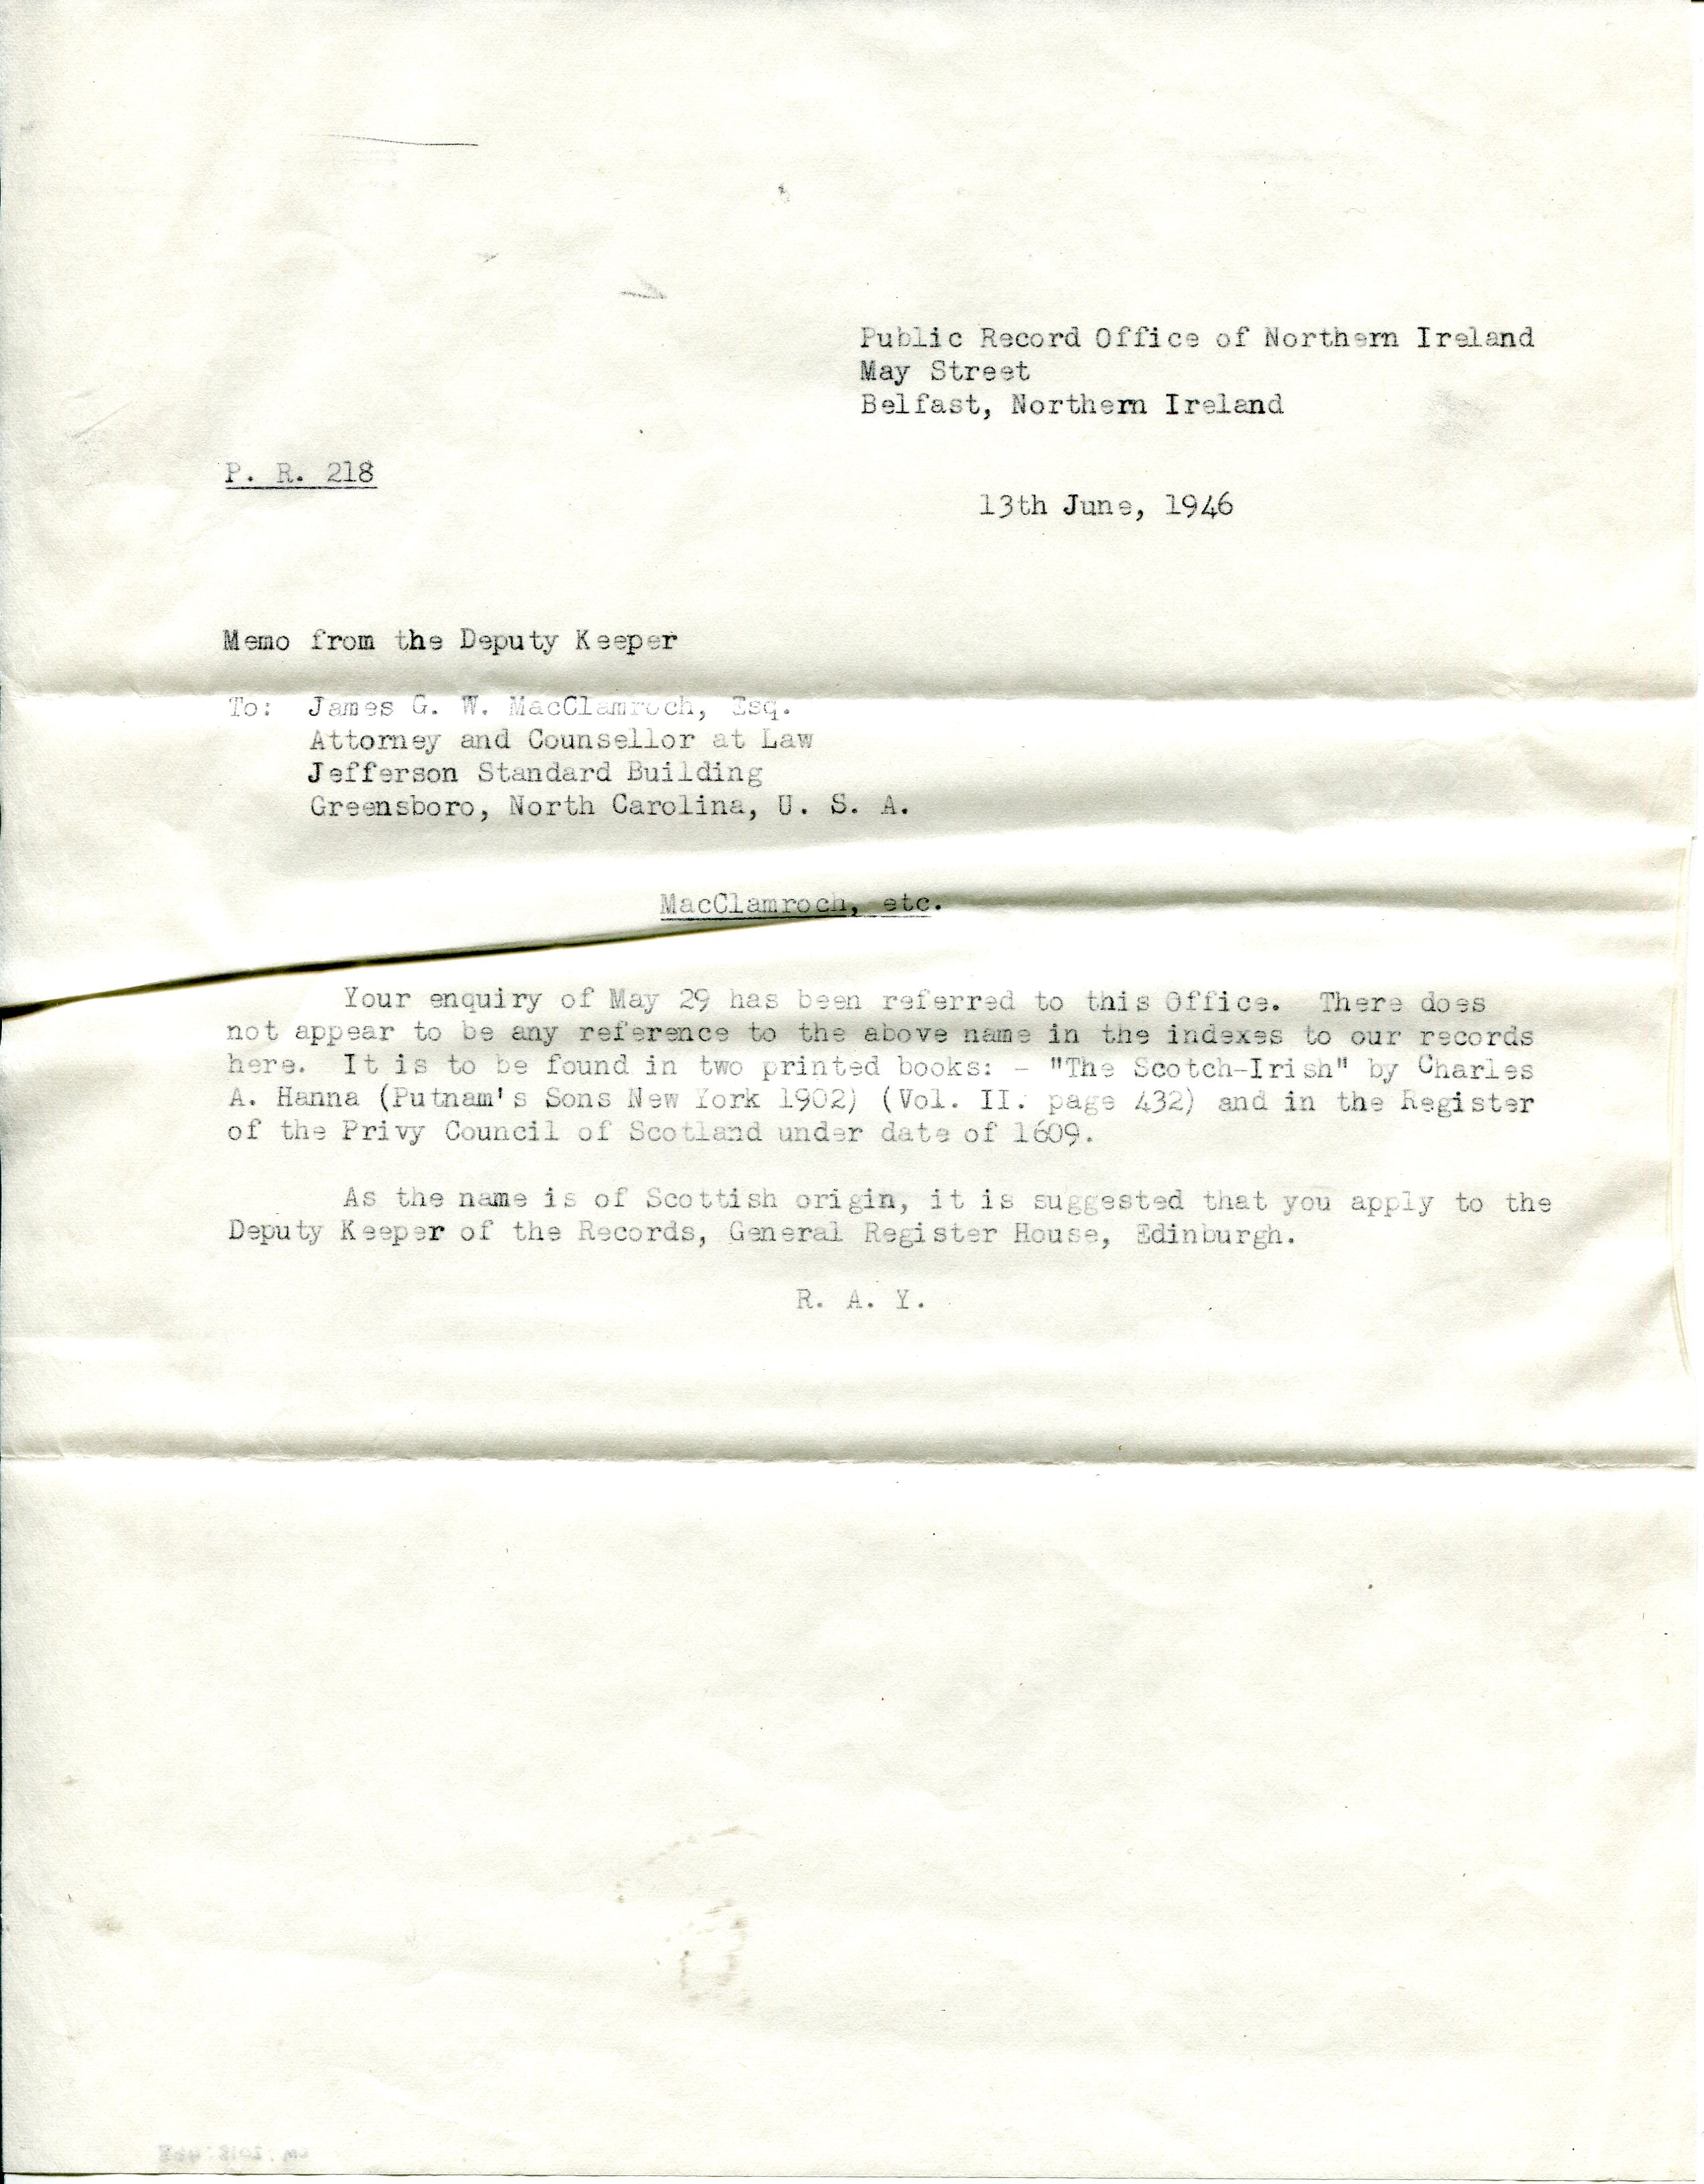 Public Record Office of Northern Ireland
May Street
Belfast, Northern Ireland
P. R. 218
13th June, 1946
Memo from the Deputy Keeper
To: James G. W. MacClamroch, Esq.
Attorney and Counsellor at Law
Jefferson Standard Building
Greensboro, North Carolina, U. S. A.
MacClamroch, etc.
Your enquiry of May 29 has been referred to this Office. There does
not appear to be any reference to the above name in the indexes to our records
here. It is to be found in two printed books: - "The Scotch-Irish" by Charles
A. Hanna (Putnam's Sons New York 1902) (Vol. II. page 432) and in the Register
of the Privy Council of Scotland under date of 1609.
As the name is of Scottish origin, it is suggested that you apply to the
Deputy Keeper of the Records, General Register House, Edinburgh.
R. A. Y.